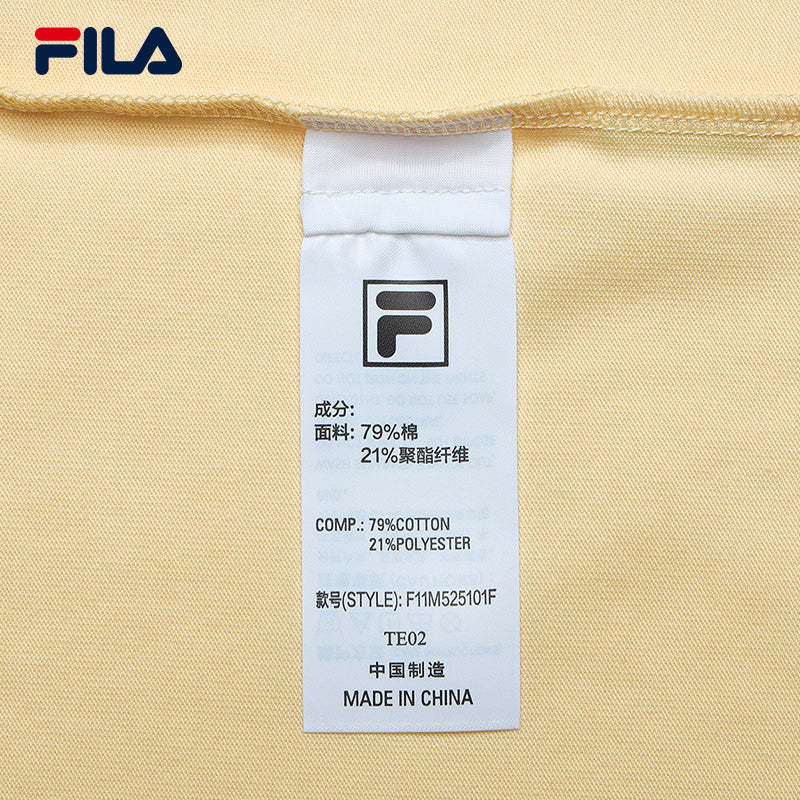 FILA
F
成分:
面料: 79%棉
21%聚酯纤维
COMP.: 79%COTTON
21%POLYESTER
款号(STYLE): F11M525101F
TE02
中国制造
MADE IN CHINA